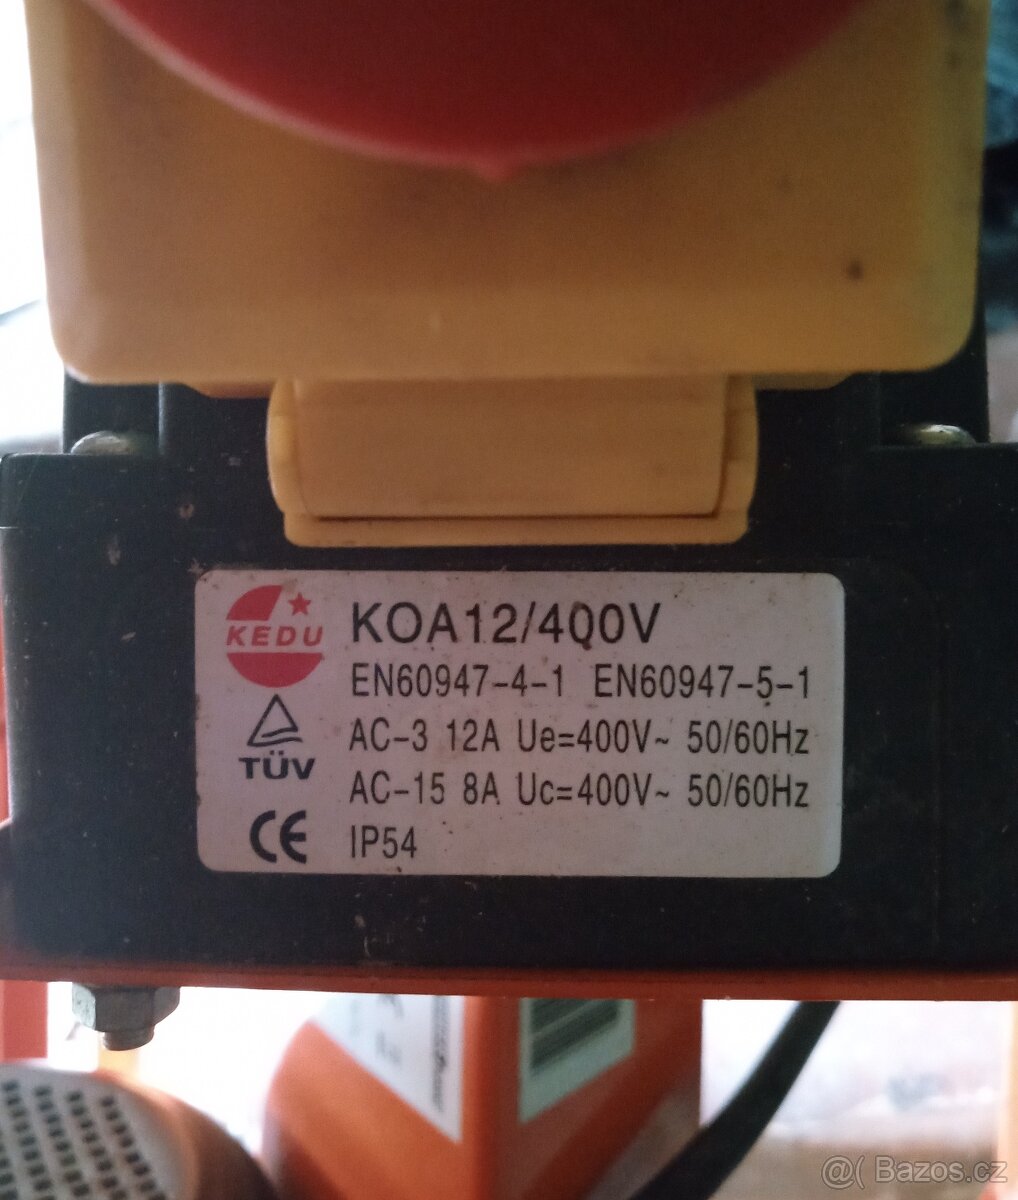 KEDU
KOA12/400V
EN60947-4-1 EN60947-5-1
AC-3 12A Ue=400V~ 50/60Hz
TÜV
AC-15 8A Uc=400V~ 50/60Hz
CE
IP54
@( Bazos.cz